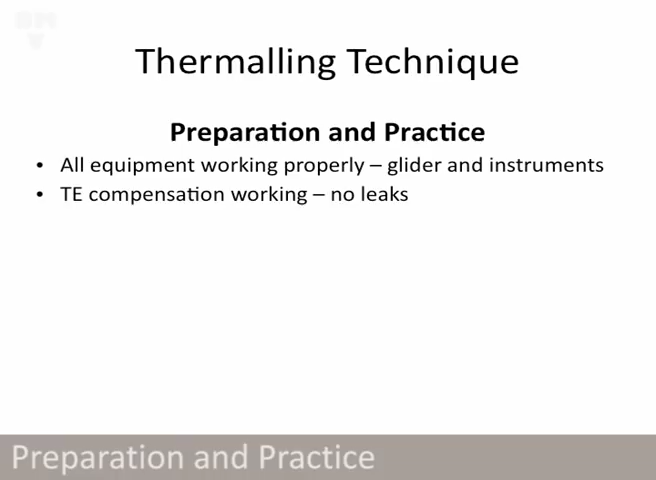 Thermalling Technique
Preparation and Practice
• All equipment working properly – glider and instruments
• TE compensation working – no leaks
Preparation and Practice